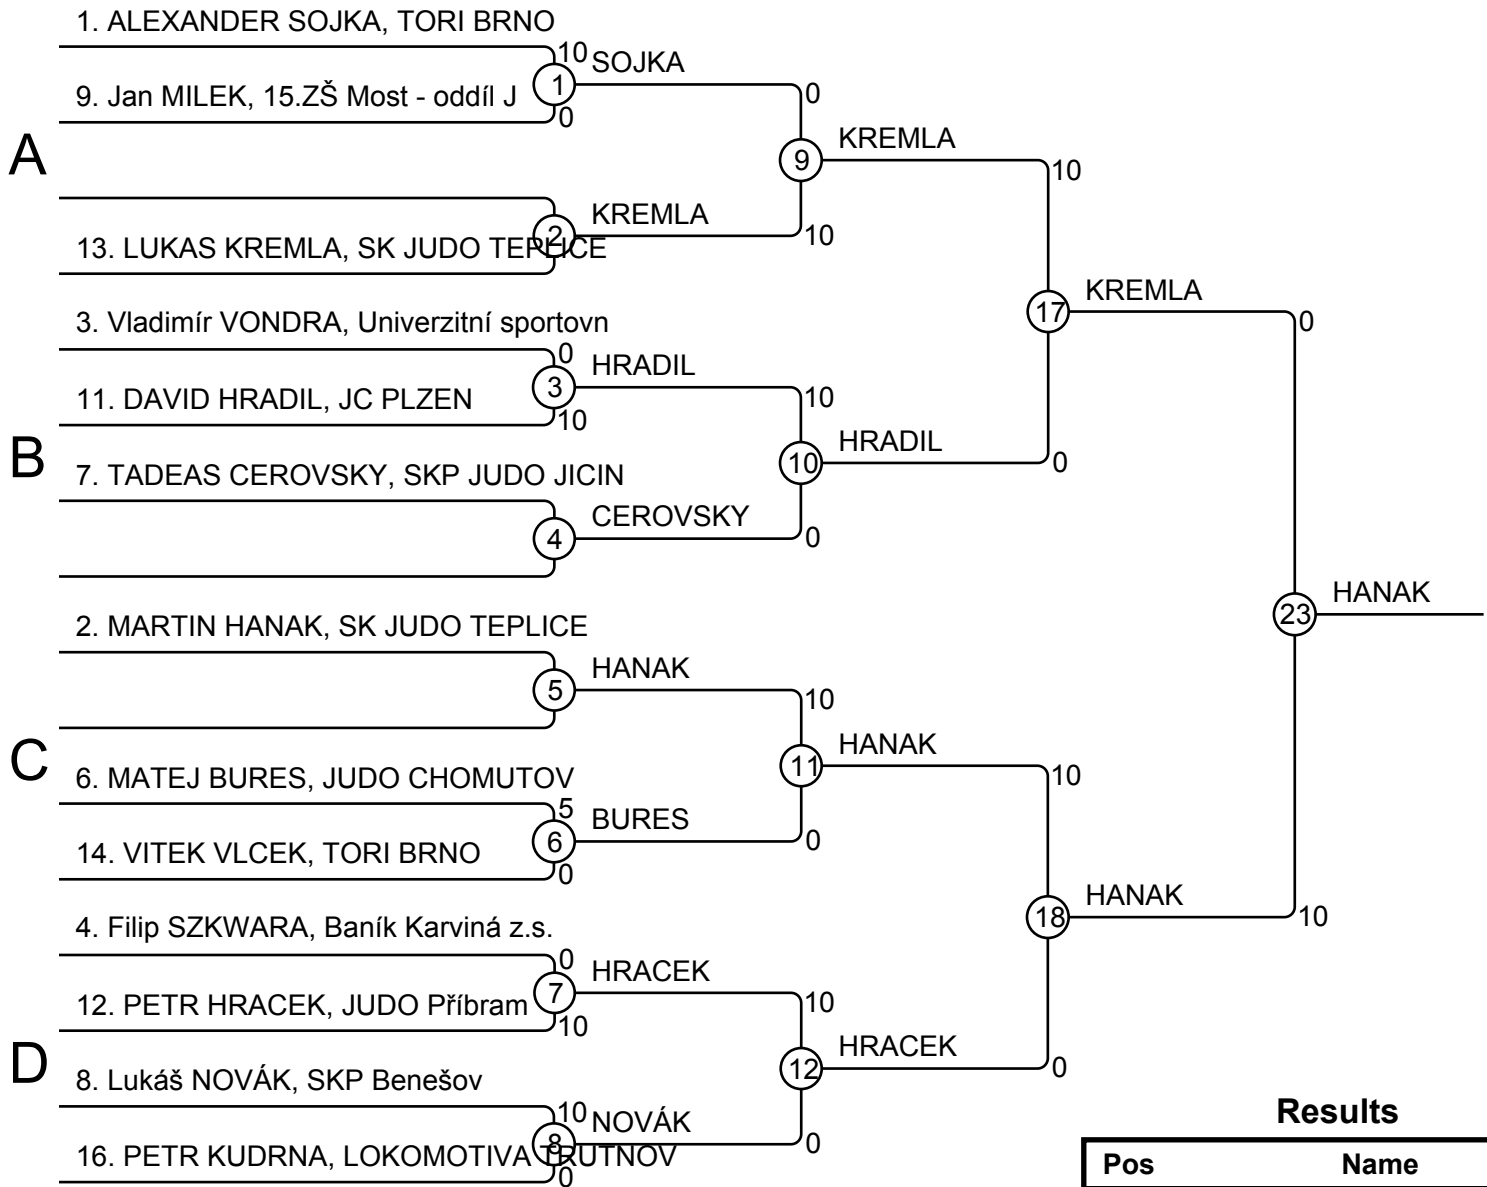 1. ALEXANDER SOJKA, TORI BRNO
10
SOJKA
1
9. Jan MILEK, 15.ZŠ Most - oddíl J
0
0
A
9
KREMLA
10
2
KREMLA
10
13. LUKAS KREMLA, SK JUDO TEPLICE
3. Vladimír VONDRA, Univerzitní sportovn
17
KREMLA
0
0
HRADIL
3
11. DAVID HRADIL, JC PLZEN
10
10
B
10
HRADIL
0
7. TADEAS CEROVSKY, SKP JUDO JICIN
4
CEROVSKY
0
2. MARTIN HANAK, SK JUDO TEPLICE
23
HANAK
5
HANAK
10
C
11
HANAK
10
6. MATEJ BURES, JUDO CHOMUTOV
5
BURES
6
14. VITEK VLCEK, TORI BRNO
0
0
4. Filip SZKWARA, Baník Karviná z.s.
18
HANAK
10
0
HRACEK
7
12. PETR HRACEK, JUDO Příbram
10
10
D
12
HRACEK
0
8. Lukáš NOVÁK, SKP Benešov
10
NOVÁK
8
16. PETR KUDRNA, LOKOMOTIVA TRUTNOV
0
0
Results
Pos Name